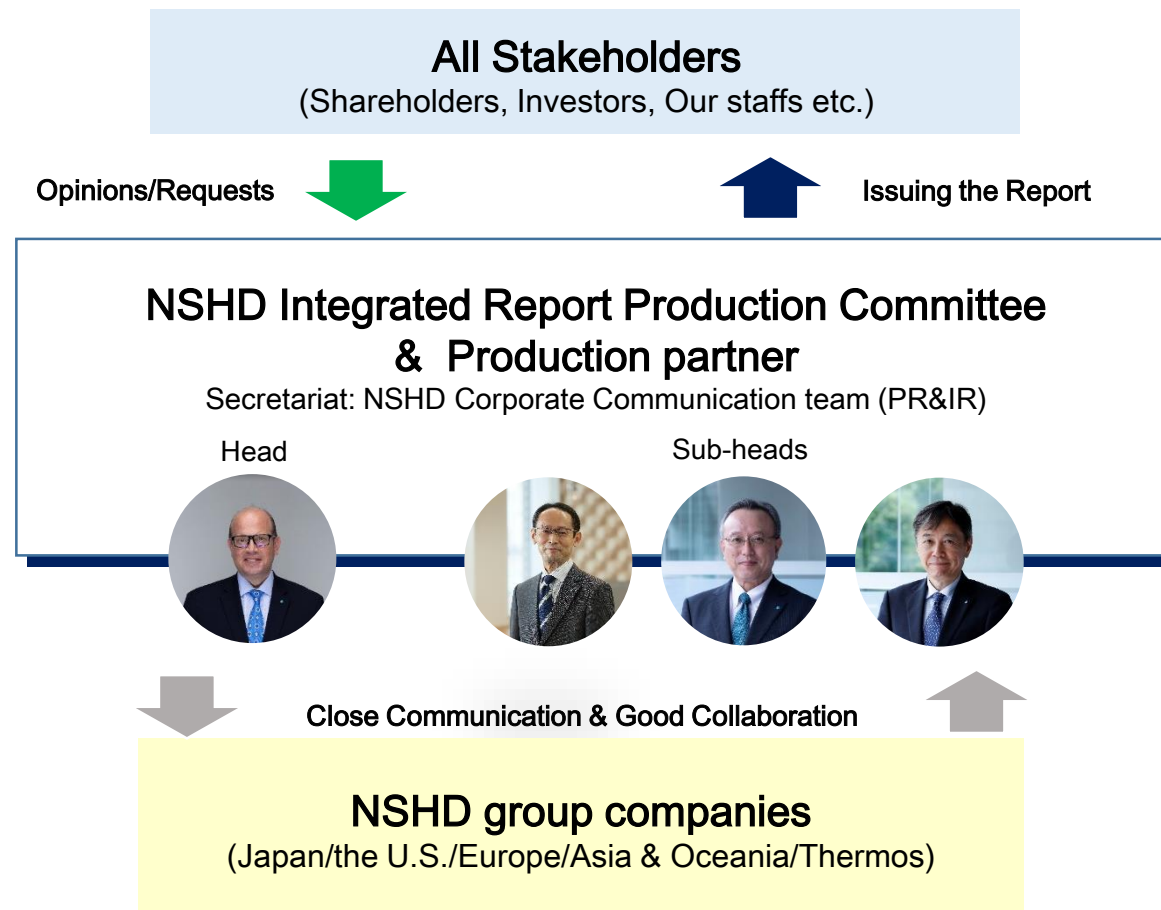 All Stakeholders
(Shareholders, Investors, Our staffs etc.)
Opinions/Requests
Issuing the Report
NSHD Integrated Report Production Committee
& Production partner
Secretariat: NSHD Corporate Communication team (PR&IR)
Head
Sub-heads
Close Communication & Good Collaboration
NSHD group companies
(Japan/the U.S./Europe/Asia & Oceania/Thermos)